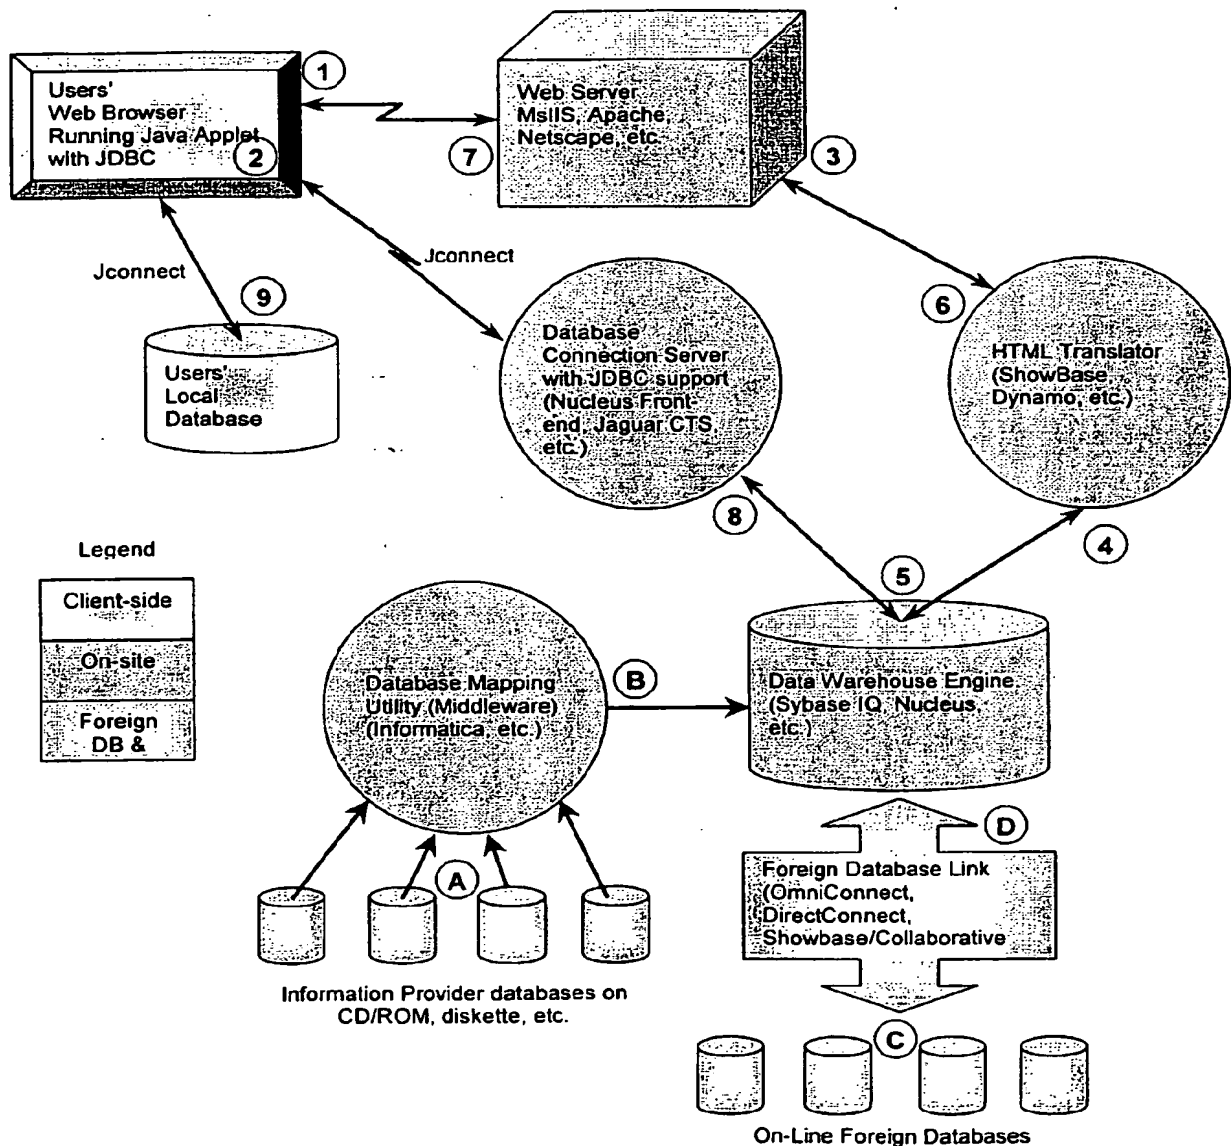 1
Users'
Web Browser
Running Java Applet
with JDBC
2
Web Server
MsIIS, Apache,
Netscape, etc.
7
3
Jconnect
Jconnect
9
Users'
Local
Database
Database
Connection Server
with JDBC support
(Nucleus Front-
end, Jaguar CTS,
etc.)
6
HTML Translator
(ShowBase,
Dynamo, etc.)
8
4
5
Legend
Client-side
On-site
Foreign
DB &
Database Mapping
Utility (Middleware)
(Informatica, etc.)
B
Data Warehouse Engine
(Sybase IQ, Nucleus,
etc.)
A
D
Foreign Database Link
(OmniConnect,
DirectConnect,
Showbase/Collaborative
Information Provider databases on
CD/ROM, diskette, etc.
C
On-Line Foreign Databases